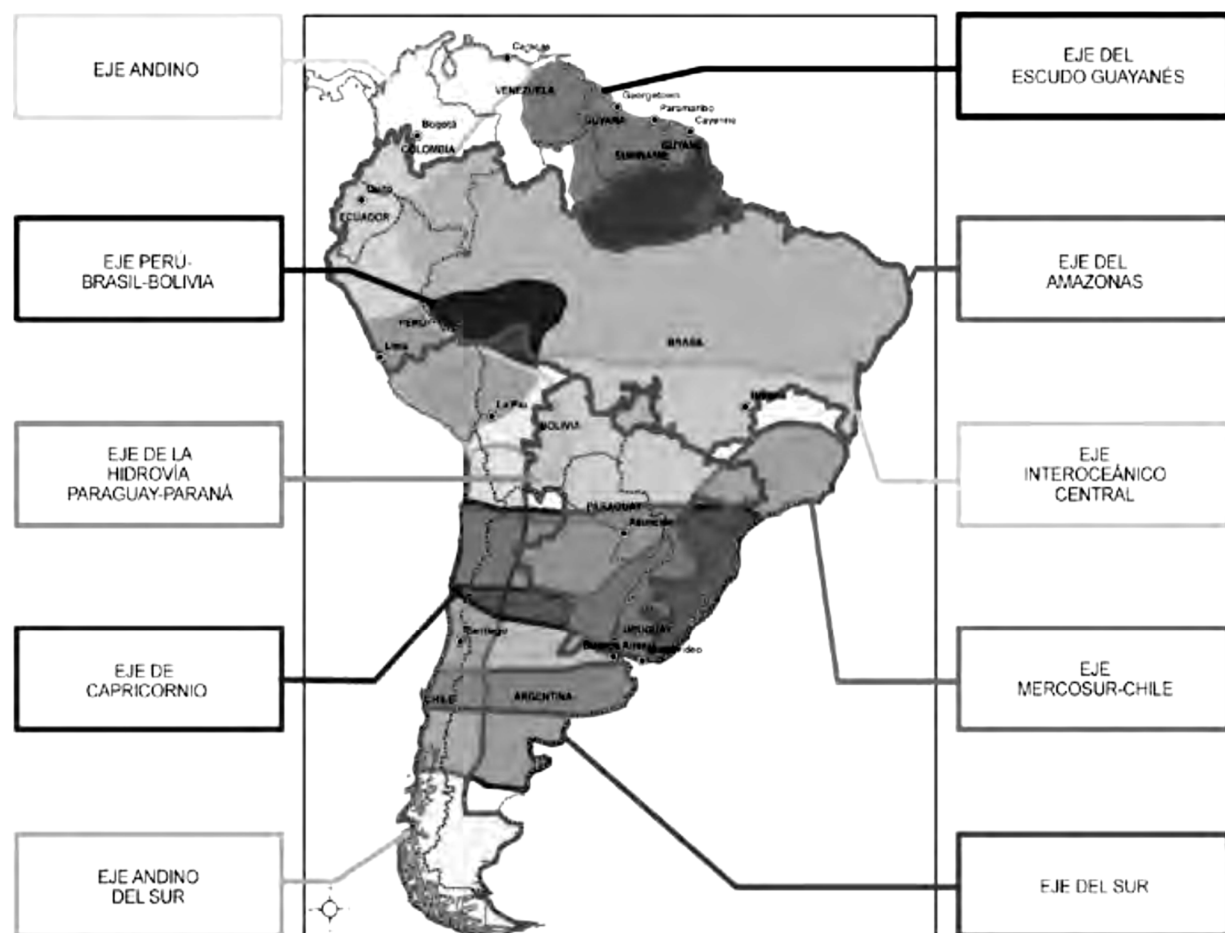 EJE ANDINO
EJE DEL
ESCUDO GUAYANÉS
EJE PERÚ-
BRASIL-BOLIVIA
EJE DEL
AMAZONAS
EJE DE LA
HIDROVÍA
PARAGUAY-PARANÁ
EJE
INTEROCEÁNICO
CENTRAL
EJE DE
CAPRICORNIO
EJE
MERCOSUR-CHILE
EJE ANDINO
DEL SUR
EJE DEL SUR
Caracas
VENEZUELA
Georgetown
Paramaribo
GUYANA
Cayenne
Bogotá
COLOMBIA
SURINAME
GUYANE
Quito
ECUADOR
PERÚ
Lima
BRASIL
La Paz
BOLIVIA
PARAGUAY
Asunción
Santiago
URUGUAY
Buenos Aires
Montevideo
CHILE
ARGENTINA